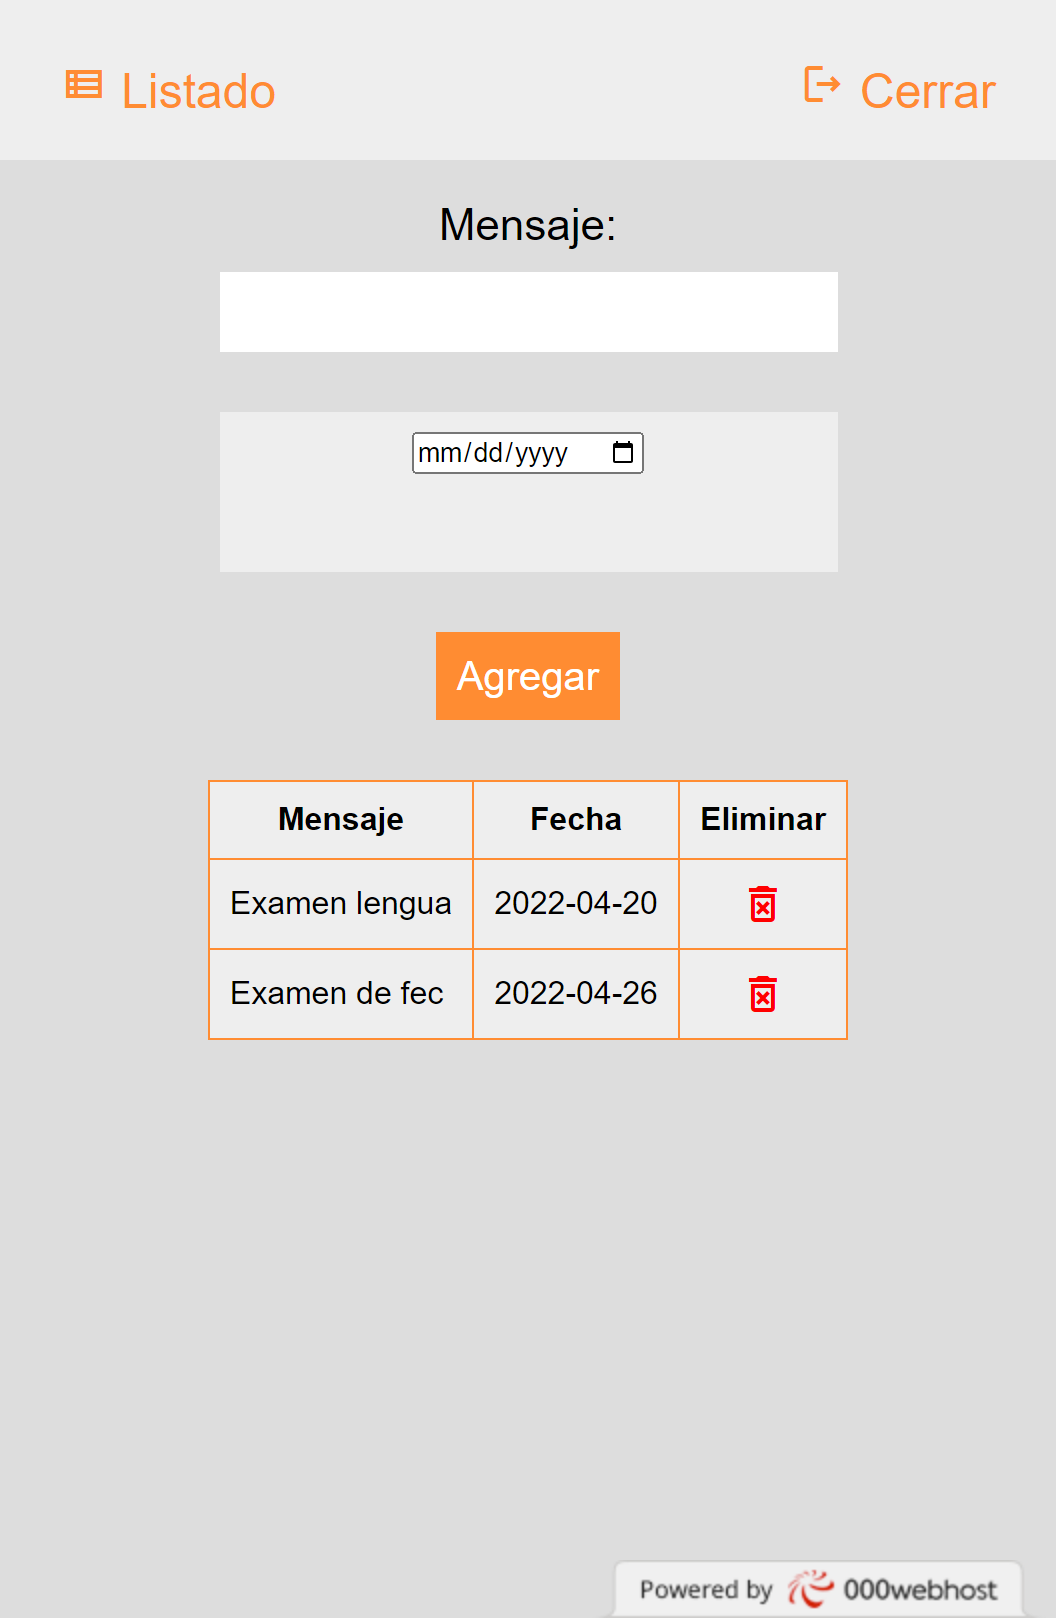 Listado
Cerrar
Mensaje:
mm/dd/yyyy
Agregar
Mensaje Fecha Eliminar
Examen lengua 2022-04-20
Examen de fec 2022-04-26
Powered by 000webhost